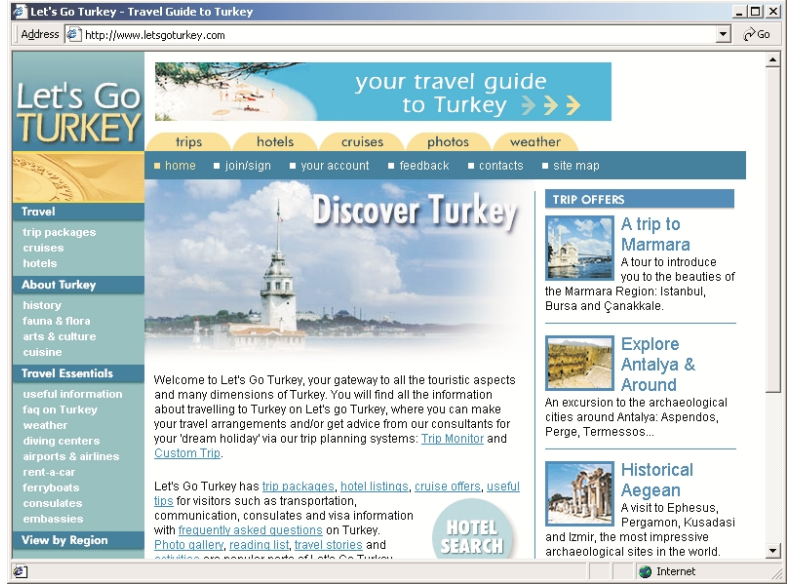 Let's Go Turkey - Travel Guide to Turkey
Address http://www.letsgoturkey.com Go
Let's Go
TURKEY
your travel guide
to Turkey
trips hotels cruises photos weather
home join/sign your account feedback contacts site map
Travel
trip packages
cruises
hotels
About Turkey
history
fauna & flora
arts & culture
cuisine
Travel Essentials
useful information
faq on Turkey
weather
diving centers
airports & airlines
rent-a-car
ferryboats
consulates
embassies
View by Region
Discover Turkey
Welcome to Let's Go Turkey, your gateway to all the touristic aspects
and many dimensions of Turkey. You will find all the information
about travelling to Turkey on Let's go Turkey, where you can make
your travel arrangements and/or get advice from our consultants for
your 'dream holiday' via our trip planning systems: Trip Monitor and
Custom Trip.
Let's Go Turkey has trip packages, hotel listings, cruise offers, useful
tips for visitors such as transportation,
communication, consulates and visa information
with frequently asked questions on Turkey.
Photo gallery, reading list, travel stories and
activities are popular parts of Let's Go Turkey
HOTEL
SEARCH
TRIP OFFERS
A trip to
Marmara
A tour to introduce
you to the beauties of
the Marmara Region: Istanbul,
Bursa and Çanakkale.
Explore
Antalya &
Around
An excursion to the archaeological
cities around Antalya: Aspendos,
Perge, Termessos...
Historical
Aegean
A visit to Ephesus,
Pergamon, Kusadasi
and Izmir, the most impressive
archaeological sites in the world.
Internet